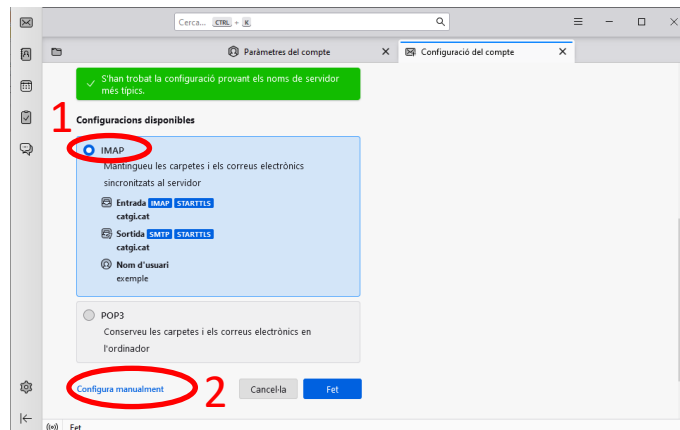 Cerca... CTRL + K
Paràmetres del compte
Configuració del compte
S'han trobat la configuració provant els noms de servidor
més típics.
1
Configuracions disponibles
IMAP
Mantingueu les carpetes i els correus electrònics
sincronitzats al servidor
Entrada IMAP STARTTLS
catgi.cat
Sortida SMTP STARTTLS
catgi.cat
Nom d'usuari
exemple
POP3
Conserveu les carpetes i els correus electrònics en
l'ordinador
Configura manualment
2
Cancel·la
Fet
Fet